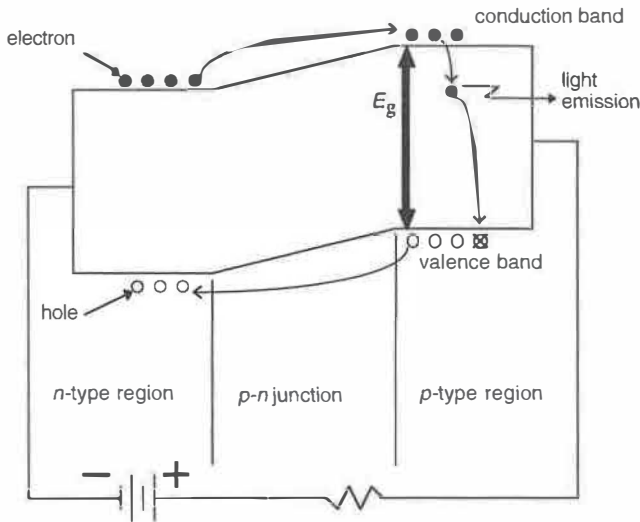 conduction band
electron
light
emission
Eg
valence band
hole
n-type region
p-n junction
p-type region
− +